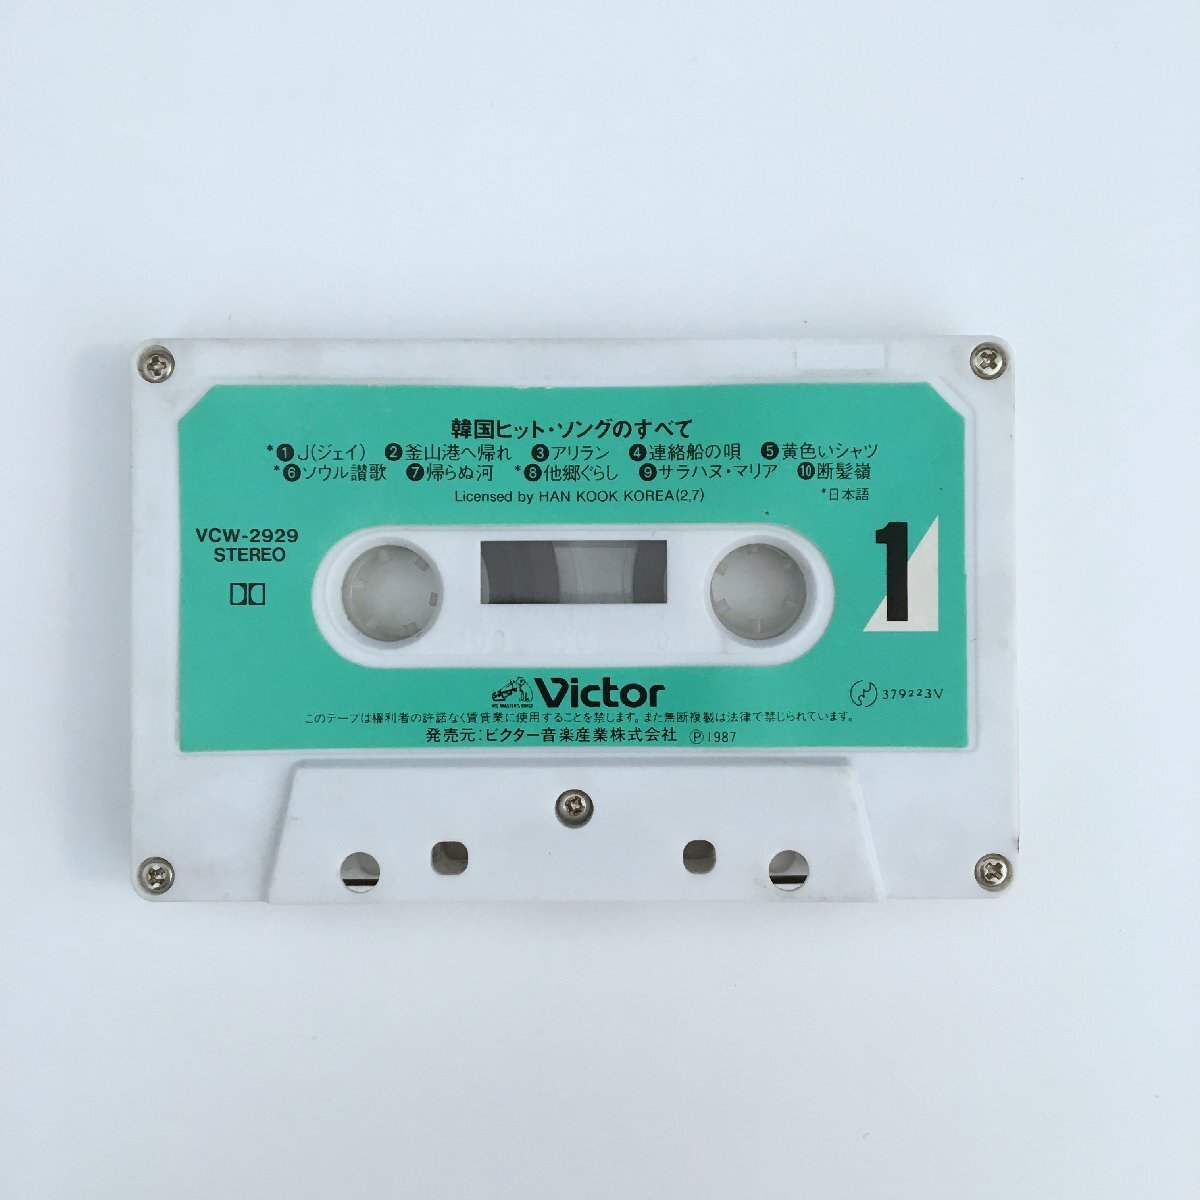 韓国ヒット・ソングのすべて
*❶J(ジェイ) ❷釜山港へ帰れ ❸アリラン ❹連絡船の唄 ❺黄色いシャツ
*❻ソウル讃歌 ❼帰らぬ河 *❽他郷ぐらし ❾サラハヌ・マリア ❿断髪嶺
Licensed by HAN KOOK KOREA(2,7)
*日本語
VCW-2929
STEREO
1
150 50 0
HIS MASTER'S VOICE
Victor
379223V
このテープは権利者の許諾なく賃貸業に使用することを禁じます。また無断複製は法律で禁じられています。
発売元:ビクター音楽産業株式会社 Ⓟ1987